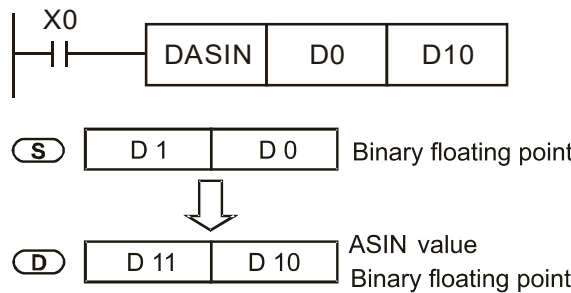 X0
DASIN D0 D10
S D 1 D 0 Binary floating point
D D 11 D 10 ASIN value
Binary floating point